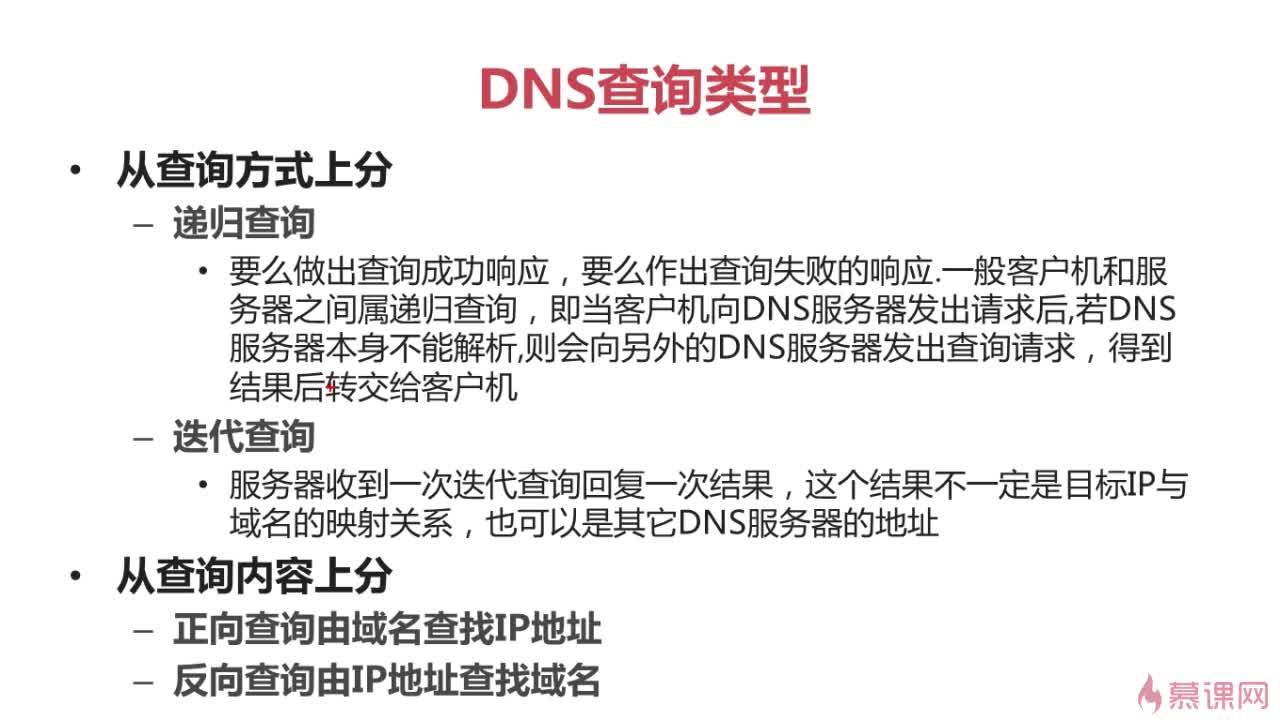 DNS查询类型
• 从查询方式上分
– 递归查询
• 要么做出查询成功响应，要么作出查询失败的响应.一般客户机和服
务器之间属递归查询，即当客户机向DNS服务器发出请求后,若DNS
服务器本身不能解析,则会向另外的DNS服务器发出查询请求，得到
结果后转交给客户机
– 迭代查询
• 服务器收到一次迭代查询回复一次结果，这个结果不一定是目标IP与
域名的映射关系，也可以是其它DNS服务器的地址
• 从查询内容上分
– 正向查询由域名查找IP地址
– 反向查询由IP地址查找域名
慕课网